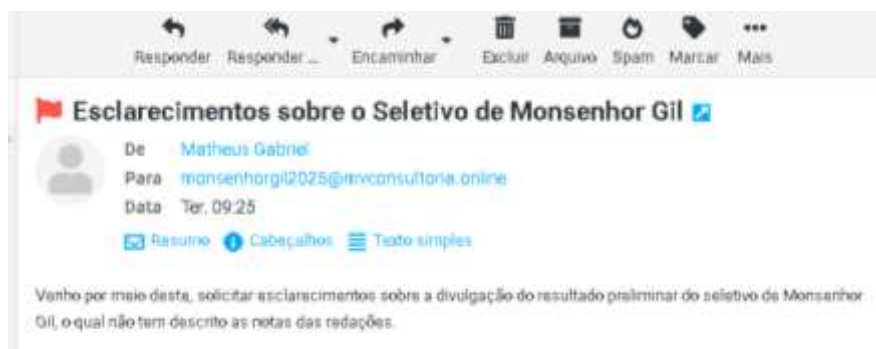 Responder Responder ... Encaminhar Excluir Arquivo Spam Marcar Mais
Esclarecimentos sobre o Seletivo de Monsenhor Gil
De Matheus Gabriel
Para monsenhorgil2025@mvconsultoria.online
Data Ter, 09:25
Resumo Cabeçalhos Texto simples
Venho por meio desta, solicitar esclarecimentos sobre a divulgação do resultado preliminar do seletivo de Monsenhor
Gil, o qual não tem descrito as notas das redações.